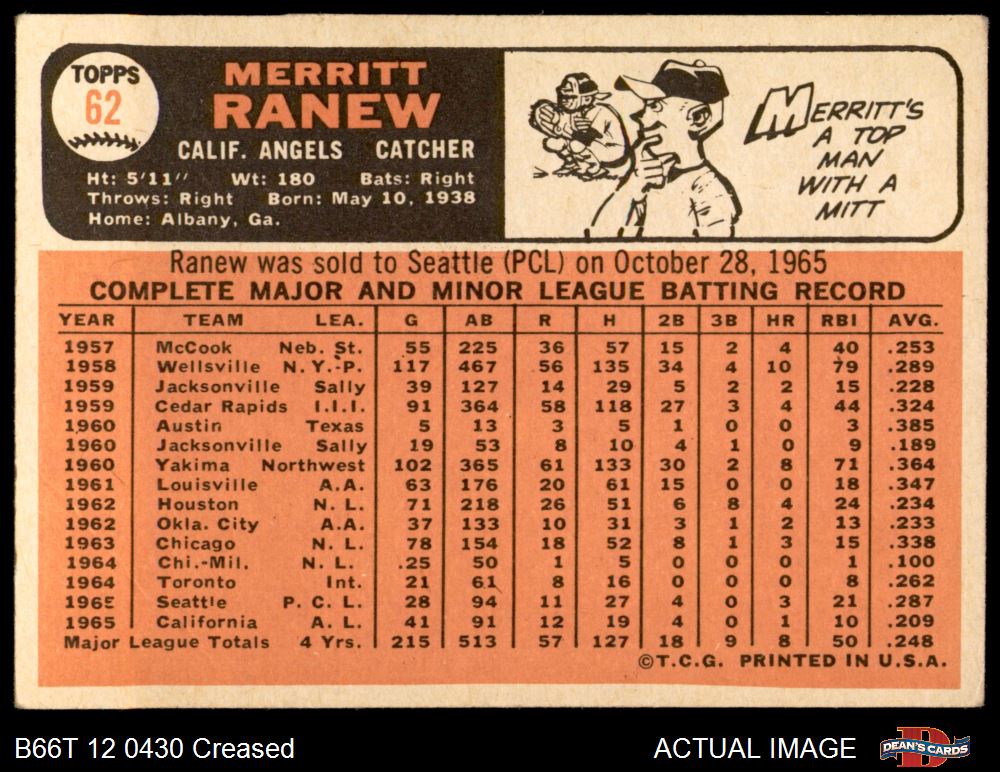 TOPPS
62
MERRITT
RANEW
CALIF. ANGELS CATCHER
Ht: 5'11" Wt: 180 Bats: Right
Throws: Right Born: May 10, 1938
Home: Albany, Ga.
MERRITT'S
A TOP
MAN
WITH A
MITT
Ranew was sold to Seattle (PCL) on October 28, 1965
COMPLETE MAJOR AND MINOR LEAGUE BATTING RECORD
YEAR TEAM LEA. G AB R H 2B 3B HR RBI AVG.
1957 McCook Neb. St. 55 225 36 57 15 2 4 40 .253
1958 Wellsville N.Y.-P. 117 467 56 135 34 4 10 79 .289
1959 Jacksonville Sally 39 127 14 29 5 2 2 15 .228
1959 Cedar Rapids I.I.I. 91 364 58 118 27 3 4 44 .324
1960 Austin Texas 5 13 3 5 1 0 0 3 .385
1960 Jacksonville Sally 19 53 8 10 4 1 0 9 .189
1960 Yakima Northwest 102 365 61 133 30 2 8 71 .364
1961 Louisville A.A. 63 176 20 61 15 0 0 18 .347
1962 Houston N. L. 71 218 26 51 6 8 4 24 .234
1962 Okla. City A.A. 37 133 10 31 3 1 2 13 .233
1963 Chicago N. L. 78 154 18 52 8 1 3 15 .338
1964 Chi.-Mil. N. L. .25 50 1 5 0 0 0 1 .100
1964 Toronto Int. 21 61 8 16 0 0 0 8 .262
1965 Seattle P. C. L. 28 94 11 27 4 0 3 21 .287
1965 California A. L. 41 91 12 19 4 0 1 10 .209
Major League Totals 4 Yrs. 215 513 57 127 18 9 8 50 .248
©T.C.G. PRINTED IN U.S.A.
B66T 12 0430 Creased
ACTUAL IMAGE
DEAN'S CARDS